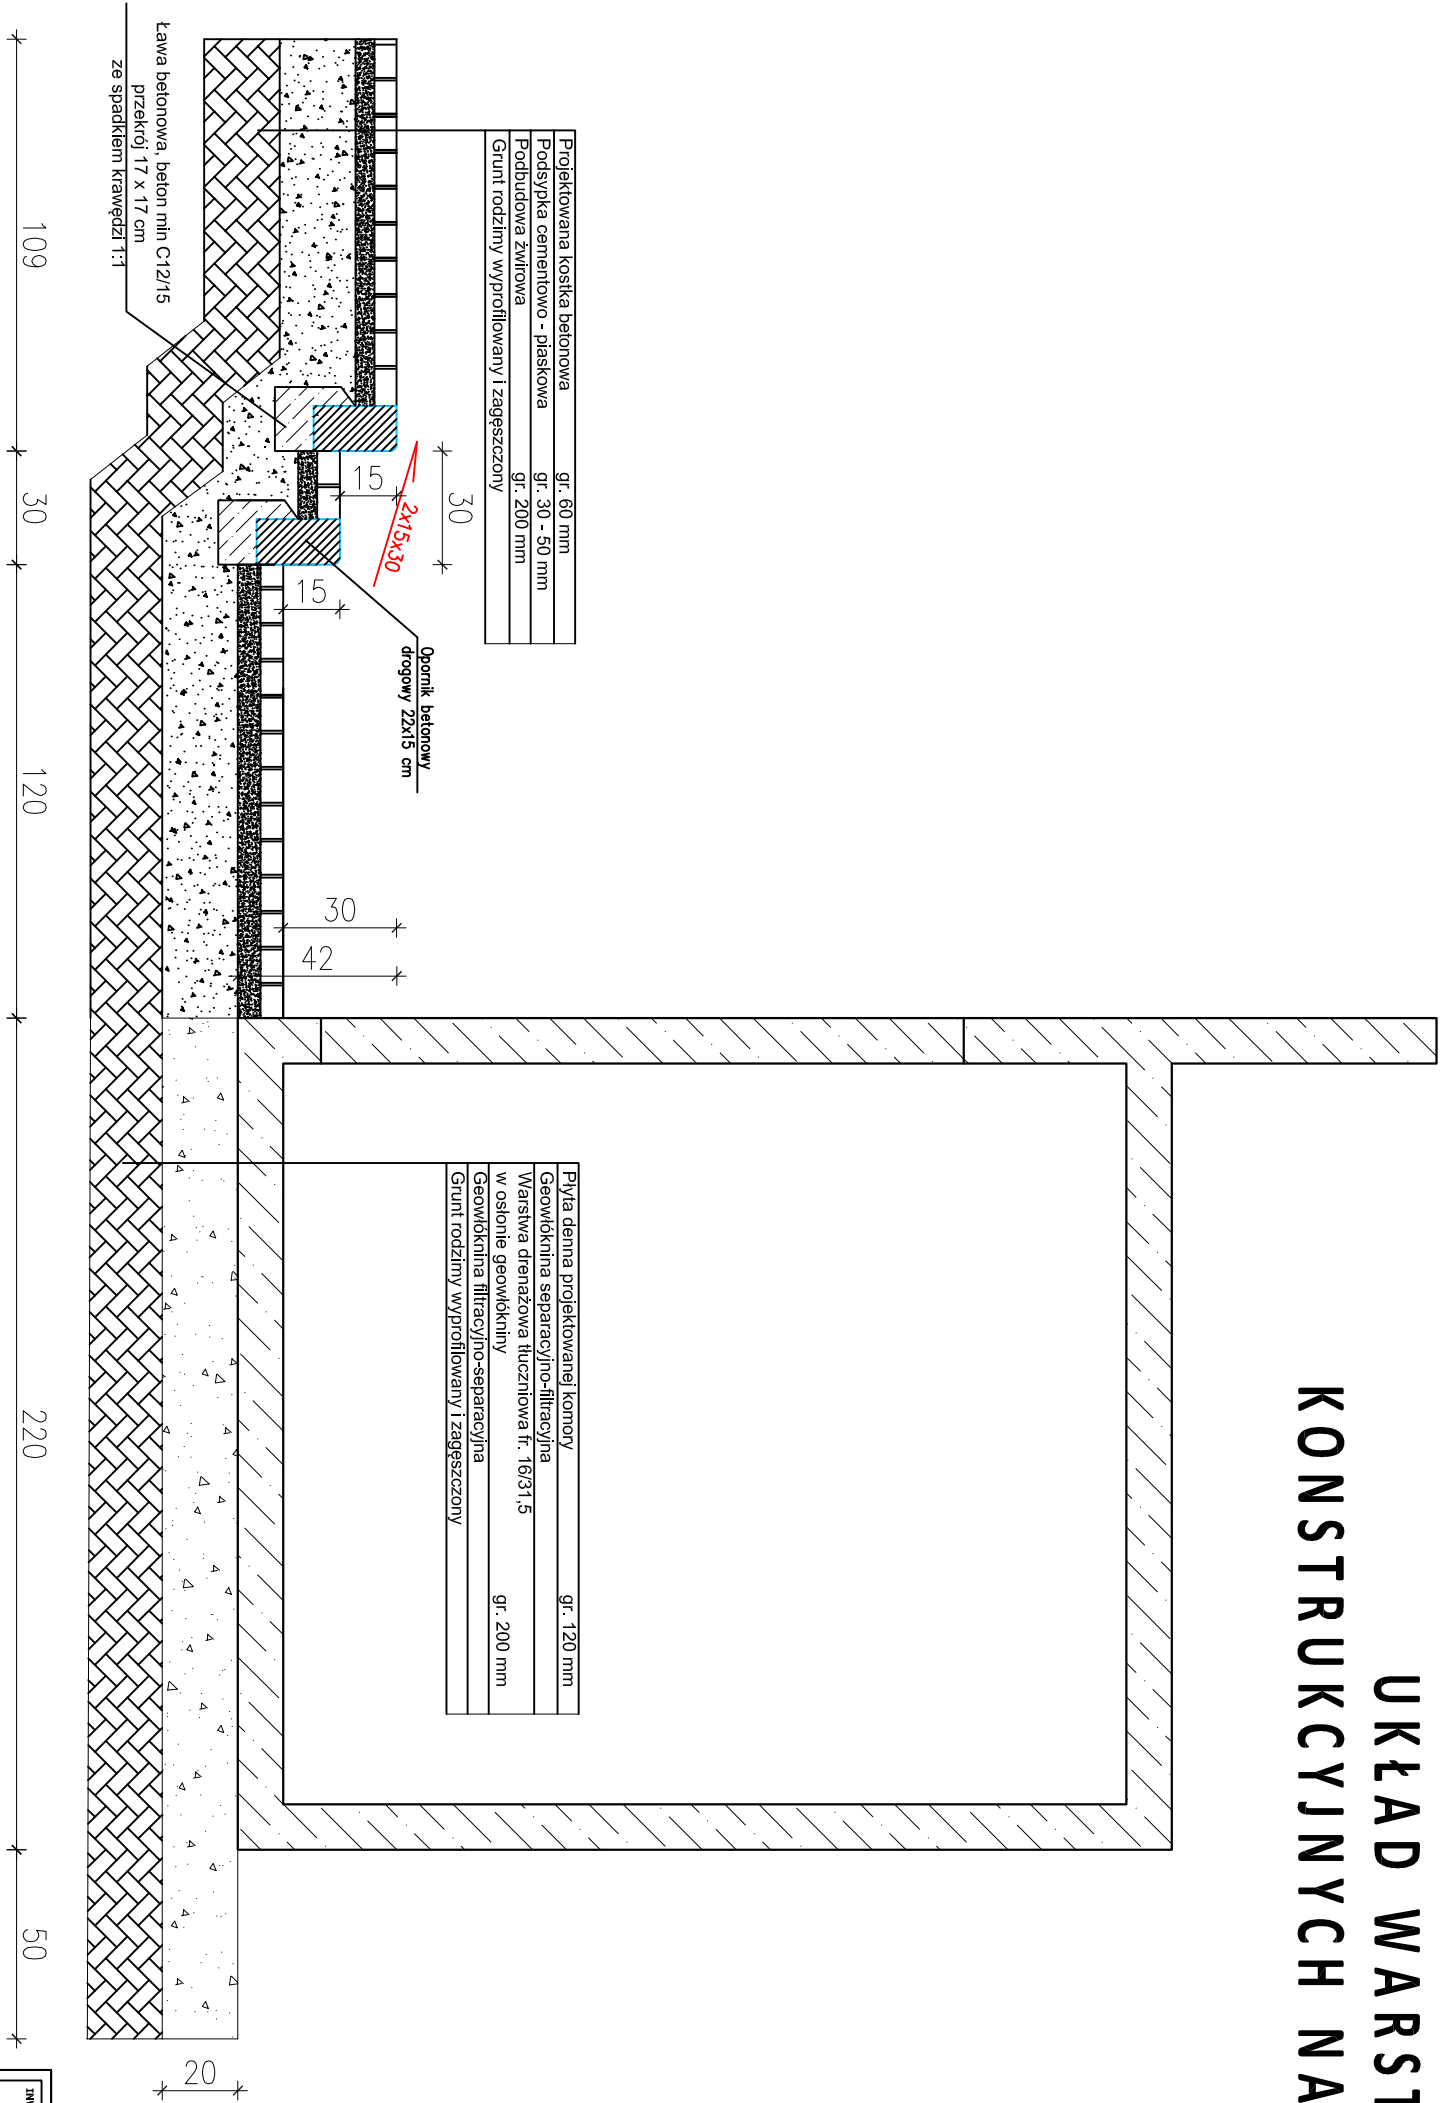 UKŁAD WARST
KONSTRUKCYJNYCH NA
Projektowana kostka betonowa gr. 60 mm
Podsypka cementowo - piaskowa gr. 30 - 50 mm
Podbudowa żwirowa gr. 200 mm
Grunt rodzimy wyprofilowany i zagęszczony
Płyta denna projektowanej komory gr. 120 mm
Geowłóknina separacyjno-filtracyjna
Warstwa drenażowa tłuczniowa fr. 16/31,5
w osłonie geowłókniny gr. 200 mm
Geowłóknina filtracyjno-separacyjna
Grunt rodzimy wyprofilowany i zagęszczony
30
2x15x30
15
15
Opornik betonowy
drogowy 22x15 cm
30
42
Ława betonowa, beton min C12/15
przekrój 17 x 17 cm
ze spadkiem krawędzi 1:1
20
109
30
120
220
50